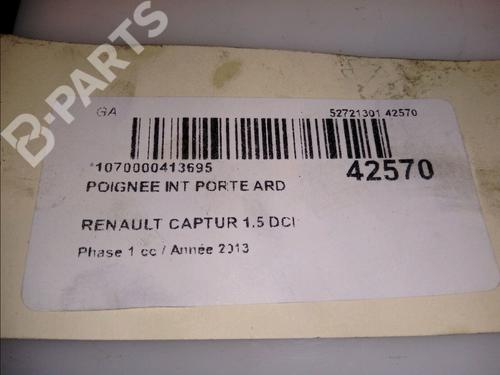 B-PARTS
GA
52721301 42570
*1070000413695
42570
POIGNEE INT PORTE ARD
RENAULT CAPTUR 1.5 DCI
Phase 1 cc / Année 2013